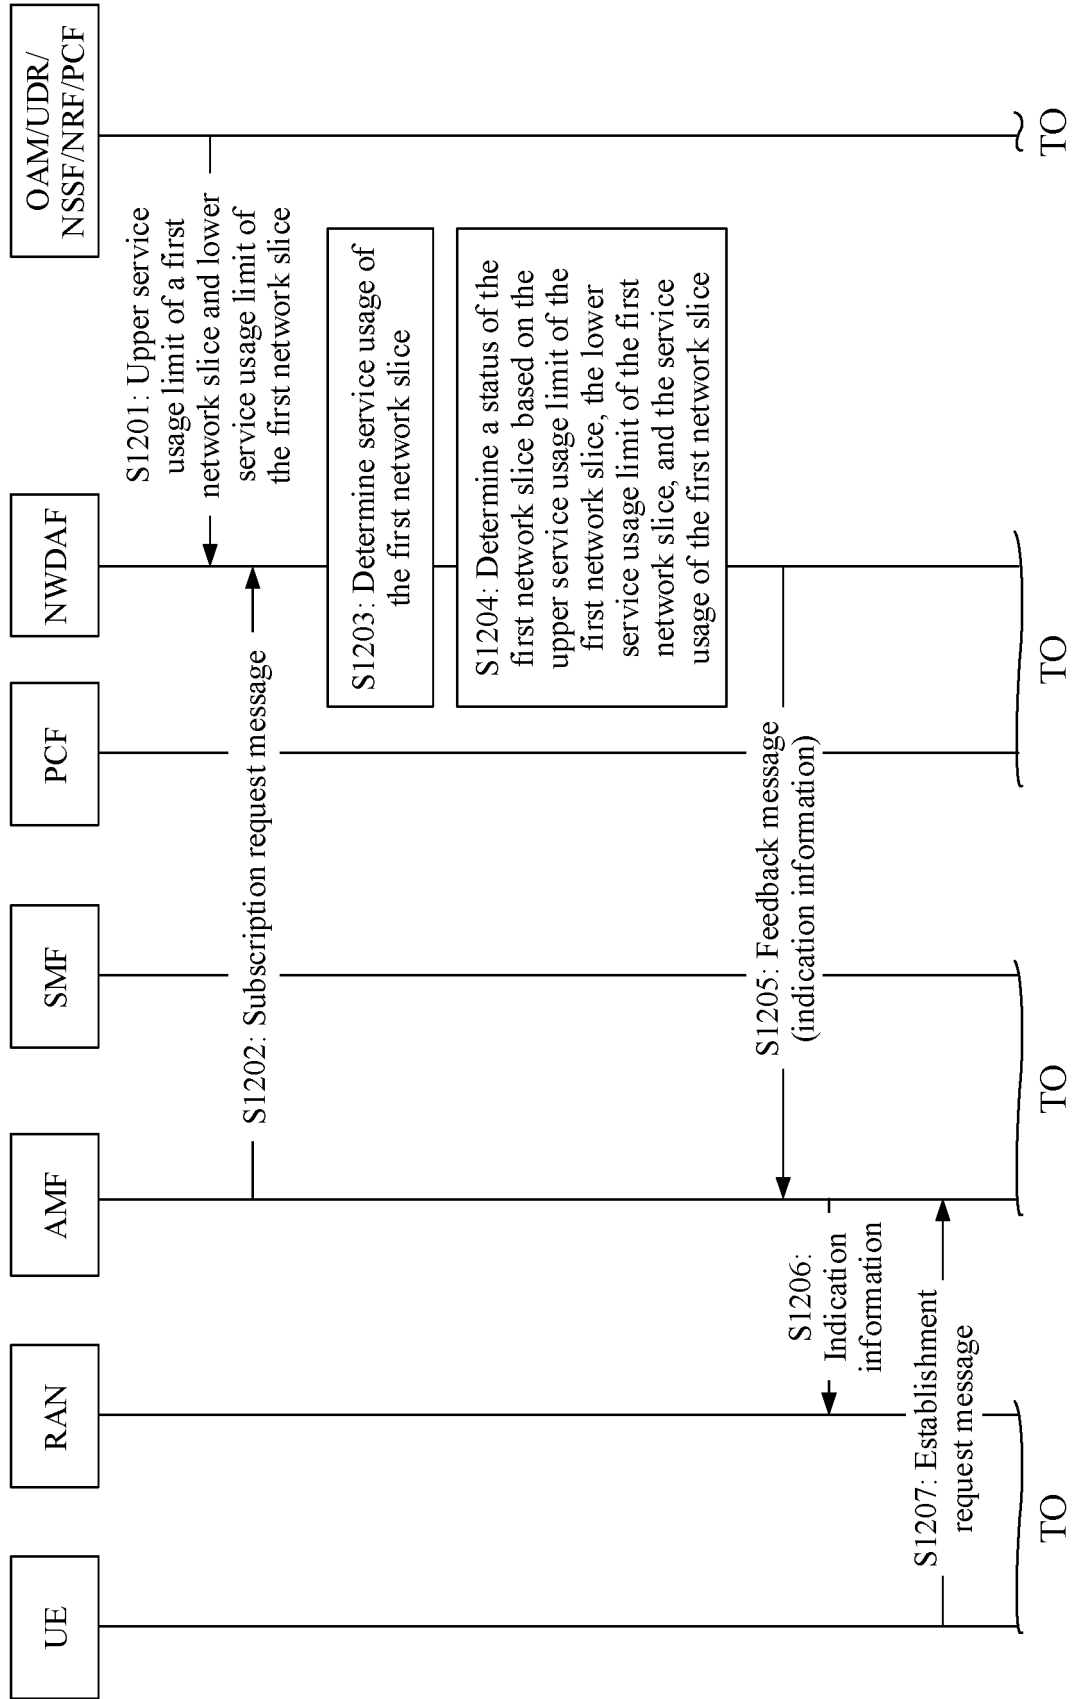 UE
RAN
AMF
SMF
PCF
NWDAF
OAM/UDR/
NSSF/NRF/PCF
S1201: Upper service
usage limit of a first
network slice and lower
service usage limit of
the first network slice
S1202: Subscription request message
S1203: Determine service usage of
the first network slice
S1204: Determine a status of the
first network slice based on the
upper service usage limit of the
first network slice, the lower
service usage limit of the first
network slice, and the service
usage of the first network slice
S1205: Feedback message
(indication information)
S1206:
Indication
information
S1207: Establishment
request message
TO
TO
TO
TO